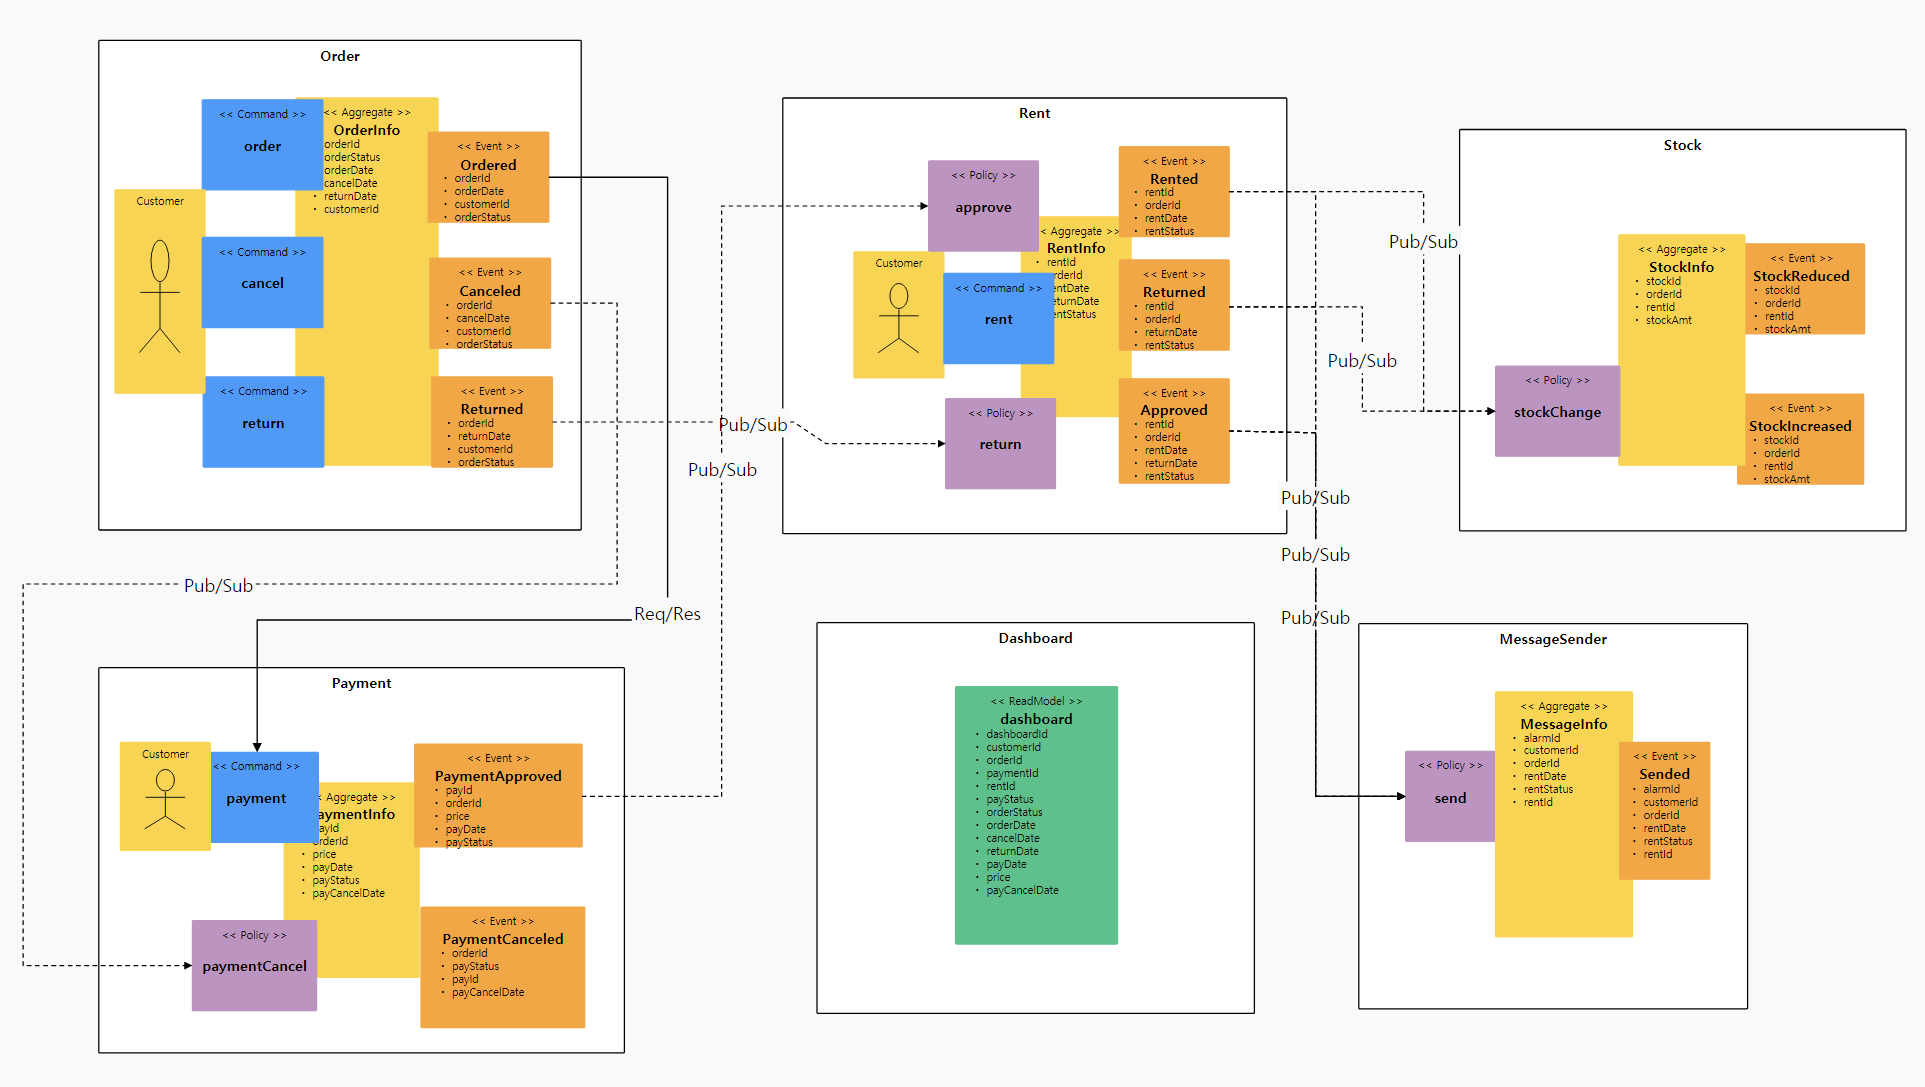 Order
<< Command >>
order
<< Aggregate >>
OrderInfo
orderId
orderStatus
orderDate
cancelDate
· returnDate
· customerId
<< Event >>
Ordered
· orderId
· orderDate
· customerId
· orderStatus
Customer
<< Command >>
cancel
<< Event >>
Canceled
· orderId
· cancelDate
· customerId
· orderStatus
<< Command >>
return
<< Event >>
Returned
· orderId
· returnDate
· customerId
· orderStatus
Rent
<< Policy >>
approve
<< Event >>
Rented
· rentId
· orderId
· rentDate
· rentStatus
< Aggregate >>
RentInfo
· rentId
rderId
entDate
eturnDate
entStatus
Customer
<< Command >>
rent
<< Event >>
Returned
· rentId
· orderId
· returnDate
· rentStatus
<< Policy >>
return
<< Event >>
Approved
· rentId
· orderId
· rentDate
· returnDate
· rentStatus
Stock
<< Aggregate >>
StockInfo
· stockId
· orderId
· rentId
· stockAmt
<< Event >>
StockReduced
· stockId
· orderId
· rentId
· stockAmt
<< Policy >>
stockChange
<< Event >>
StockIncreased
· stockId
· orderId
· rentId
· stockAmt
Pub/Sub
Pub/Sub
Pub/Sub
Pub/Sub
Pub/Sub
Pub/Sub
Pub/Sub
Pub/Sub
Req/Res
Payment
Customer
<< Command >>
payment
< Aggregate >>
aymentInfo
ayId
rderId
· price
· payDate
· payStatus
· payCancelDate
<< Event >>
PaymentApproved
· payId
· orderId
· price
· payDate
· payStatus
<< Policy >>
paymentCancel
<< Event >>
PaymentCanceled
· orderId
· payStatus
· payId
· payCancelDate
Dashboard
<< ReadModel >>
dashboard
· dashboardId
· customerId
· orderId
· paymentId
· rentId
· payStatus
· orderStatus
· orderDate
· cancelDate
· returnDate
· payDate
· price
· payCancelDate
MessageSender
<< Policy >>
send
<< Aggregate >>
MessageInfo
· alarmId
· customerId
· orderId
· rentDate
· rentStatus
· rentId
<< Event >>
Sended
· alarmId
· customerId
· orderId
· rentDate
· rentStatus
· rentId